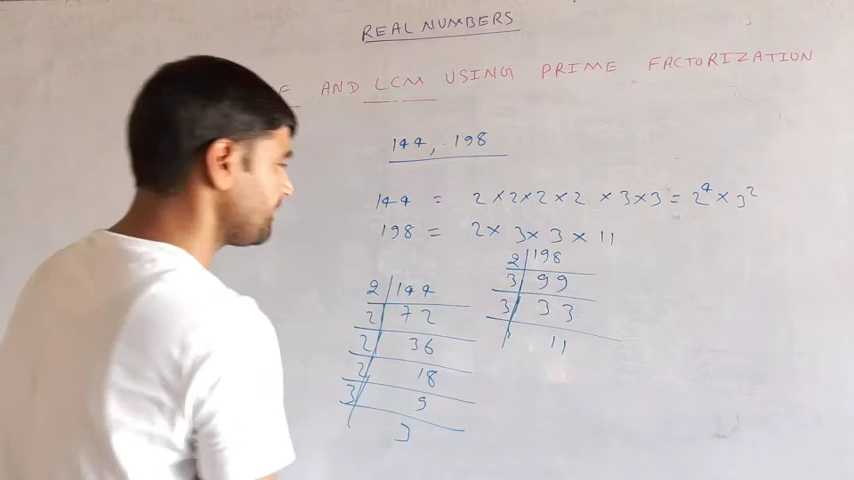 REAL NUMBERS
F AND LCM USING PRIME FACTORIZATION
144, 198
144 = 2 × 2 × 2 × 2 × 3 × 3 = 2⁴ × 3²
198 = 2 × 3 × 3 × 11
2 | 198
3 | 99
3 | 33
11
2 | 144
2 | 72
2 | 36
2 | 18
3 | 9
3